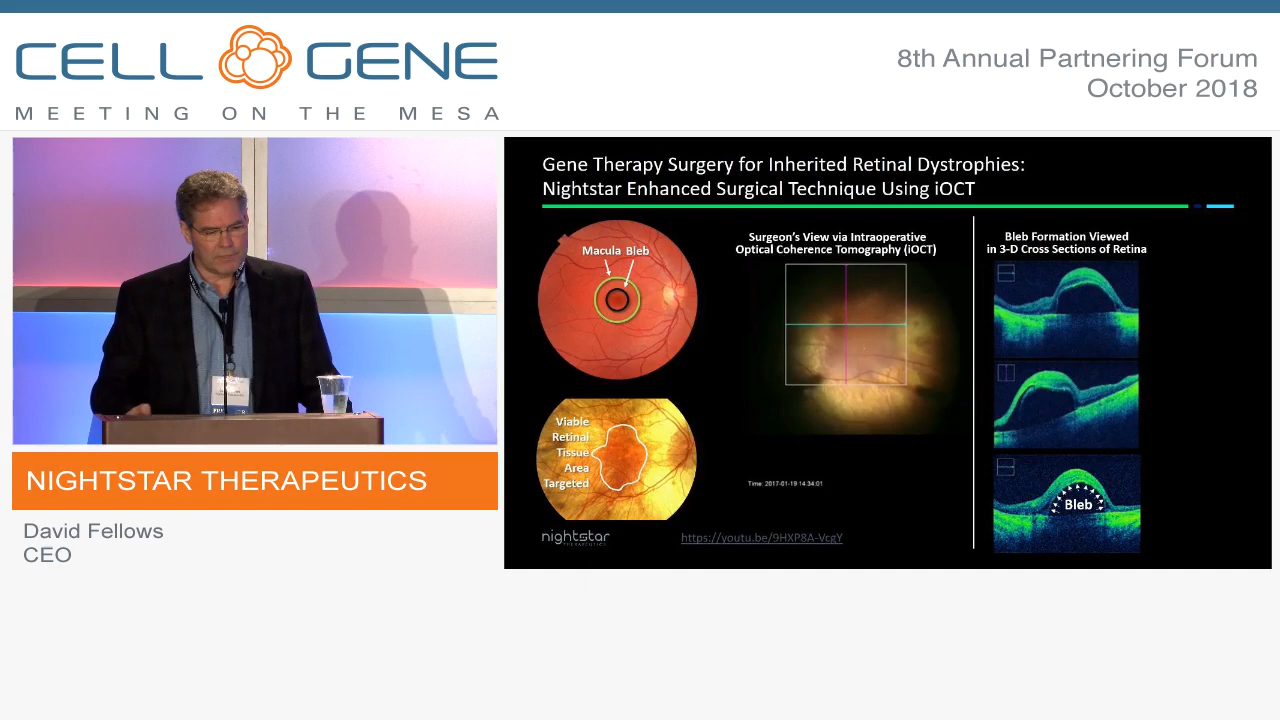 CELL GENE
MEETING ON THE MESA
8th Annual Partnering Forum
October 2018
NIGHTSTAR THERAPEUTICS
David Fellows
CEO
Gene Therapy Surgery for Inherited Retinal Dystrophies:
Nightstar Enhanced Surgical Technique Using iOCT
Macula Bleb
Viable
Retinal
Tissue
Area
Targeted
Surgeon's View via Intraoperative
Optical Coherence Tomography (iOCT)
Time: 2017-01-19 14:34:01
Bleb Formation Viewed
in 3-D Cross Sections of Retina
Bleb
nightstar
THERAPEUTICS
https://youtu.be/9HXP8A-VcgY